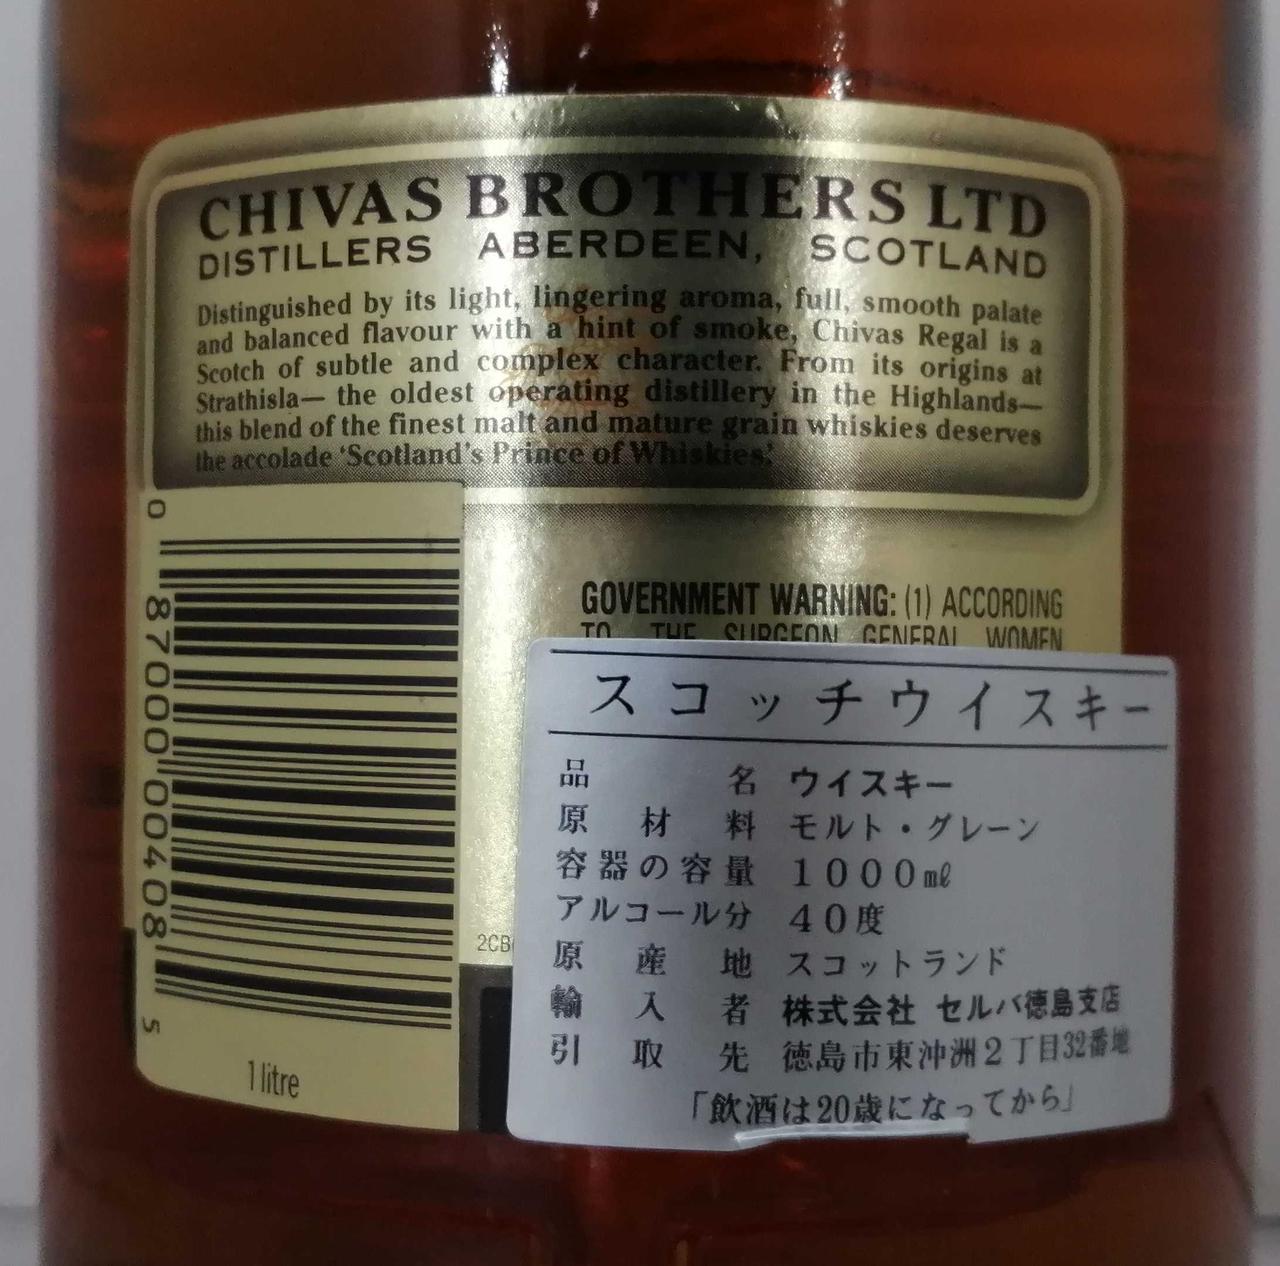 CHIVAS BROTHERS LTD
DISTILLERS ABERDEEN, SCOTLAND
Distinguished by its light, lingering aroma, full, smooth palate
and balanced flavour with a hint of smoke, Chivas Regal is a
Scotch of subtle and complex character. From its origins at
Strathisla— the oldest operating distillery in the Highlands—
this blend of the finest malt and mature grain whiskies deserves
the accolade ‘Scotland's Prince of Whiskies.’
0 87000 00408 5
1 litre
GOVERNMENT WARNING: (1) ACCORDING
TO THE SURGEON GENERAL WOMEN
2CB
スコッチウイスキー
品名 ウイスキー
原材料 モルト・グレーン
容器の容量 1000㎖
アルコール分 40度
原産地 スコットランド
輸入者 株式会社 セルバ徳島支店
引取先 徳島市東沖洲2丁目32番地
「飲酒は20歳になってから」